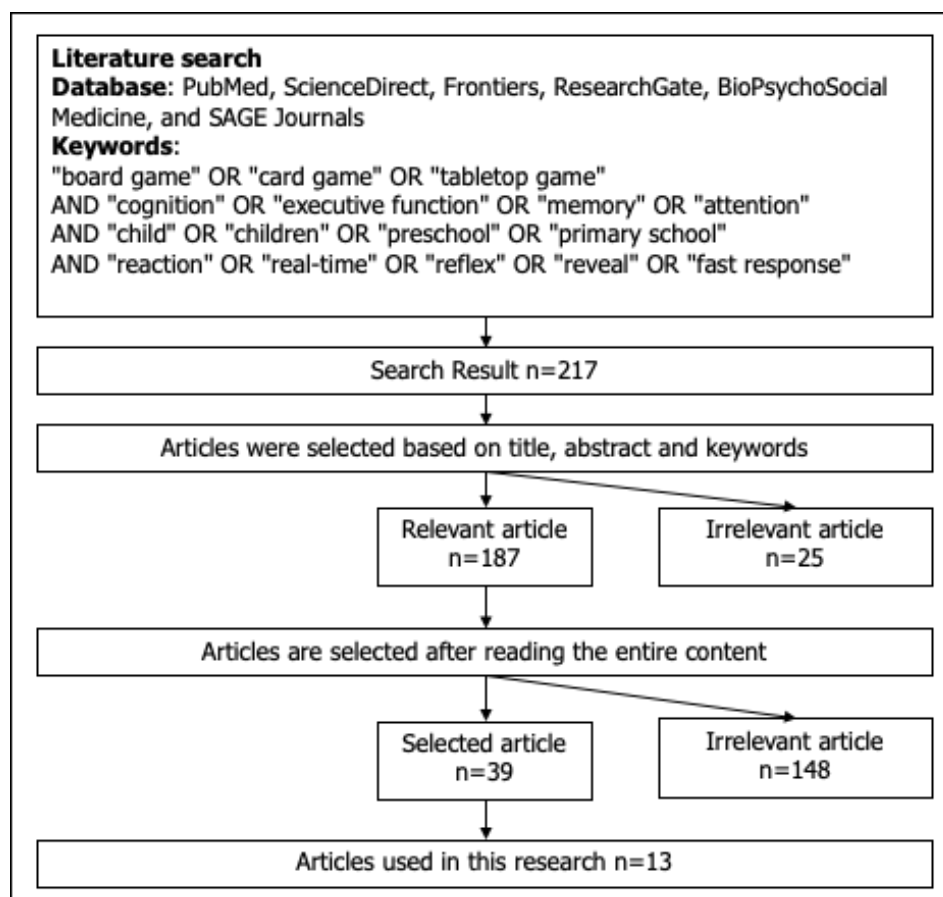 Literature search
Database: PubMed, ScienceDirect, Frontiers, ResearchGate, BioPsychoSocial
Medicine, and SAGE Journals
Keywords:
"board game" OR "card game" OR "tabletop game"
AND "cognition" OR "executive function" OR "memory" OR "attention"
AND "child" OR "children" OR "preschool" OR "primary school"
AND "reaction" OR "real-time" OR "reflex" OR "reveal" OR "fast response"
Search Result n=217
Articles were selected based on title, abstract and keywords
Relevant article
n=187
Irrelevant article
n=25
Articles are selected after reading the entire content
Selected article
n=39
Irrelevant article
n=148
Articles used in this research n=13